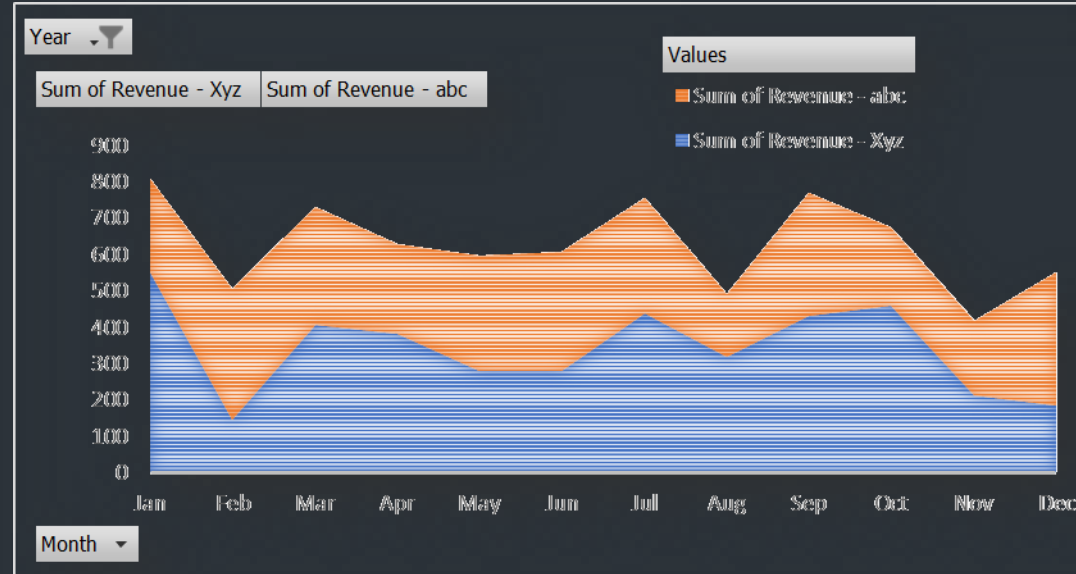 Year
Values
Sum of Revenue - Xyz Sum of Revenue - abc
Sum of Revenue - abc
Sum of Revenue - Xyz
900
800
700
600
500
400
300
200
100
0
Jan Feb Mar Apr May Jun Jul Aug Sep Oct Nov Dec
Month